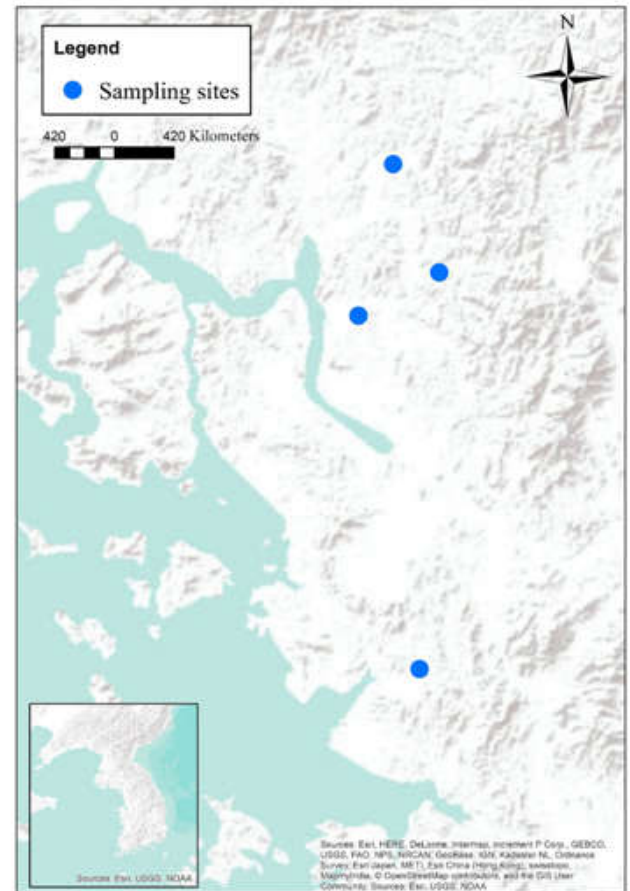 N
Legend
Sampling sites
420 0 420 Kilometers
Sources: Esri, USGS, NOAA
Sources: Esri, HERE, DeLorme, Intermap, increment P Corp., GEBCO,
USGS, FAO, NPS, NRCAN, GeoBase, IGN, Kadaster NL, Ordnance
Survey, Esri Japan, METI, Esri China (Hong Kong), swisstopo,
MapmyIndia, © OpenStreetMap contributors, and the GIS User
Community, Sources: Esri, USGS, NOAA